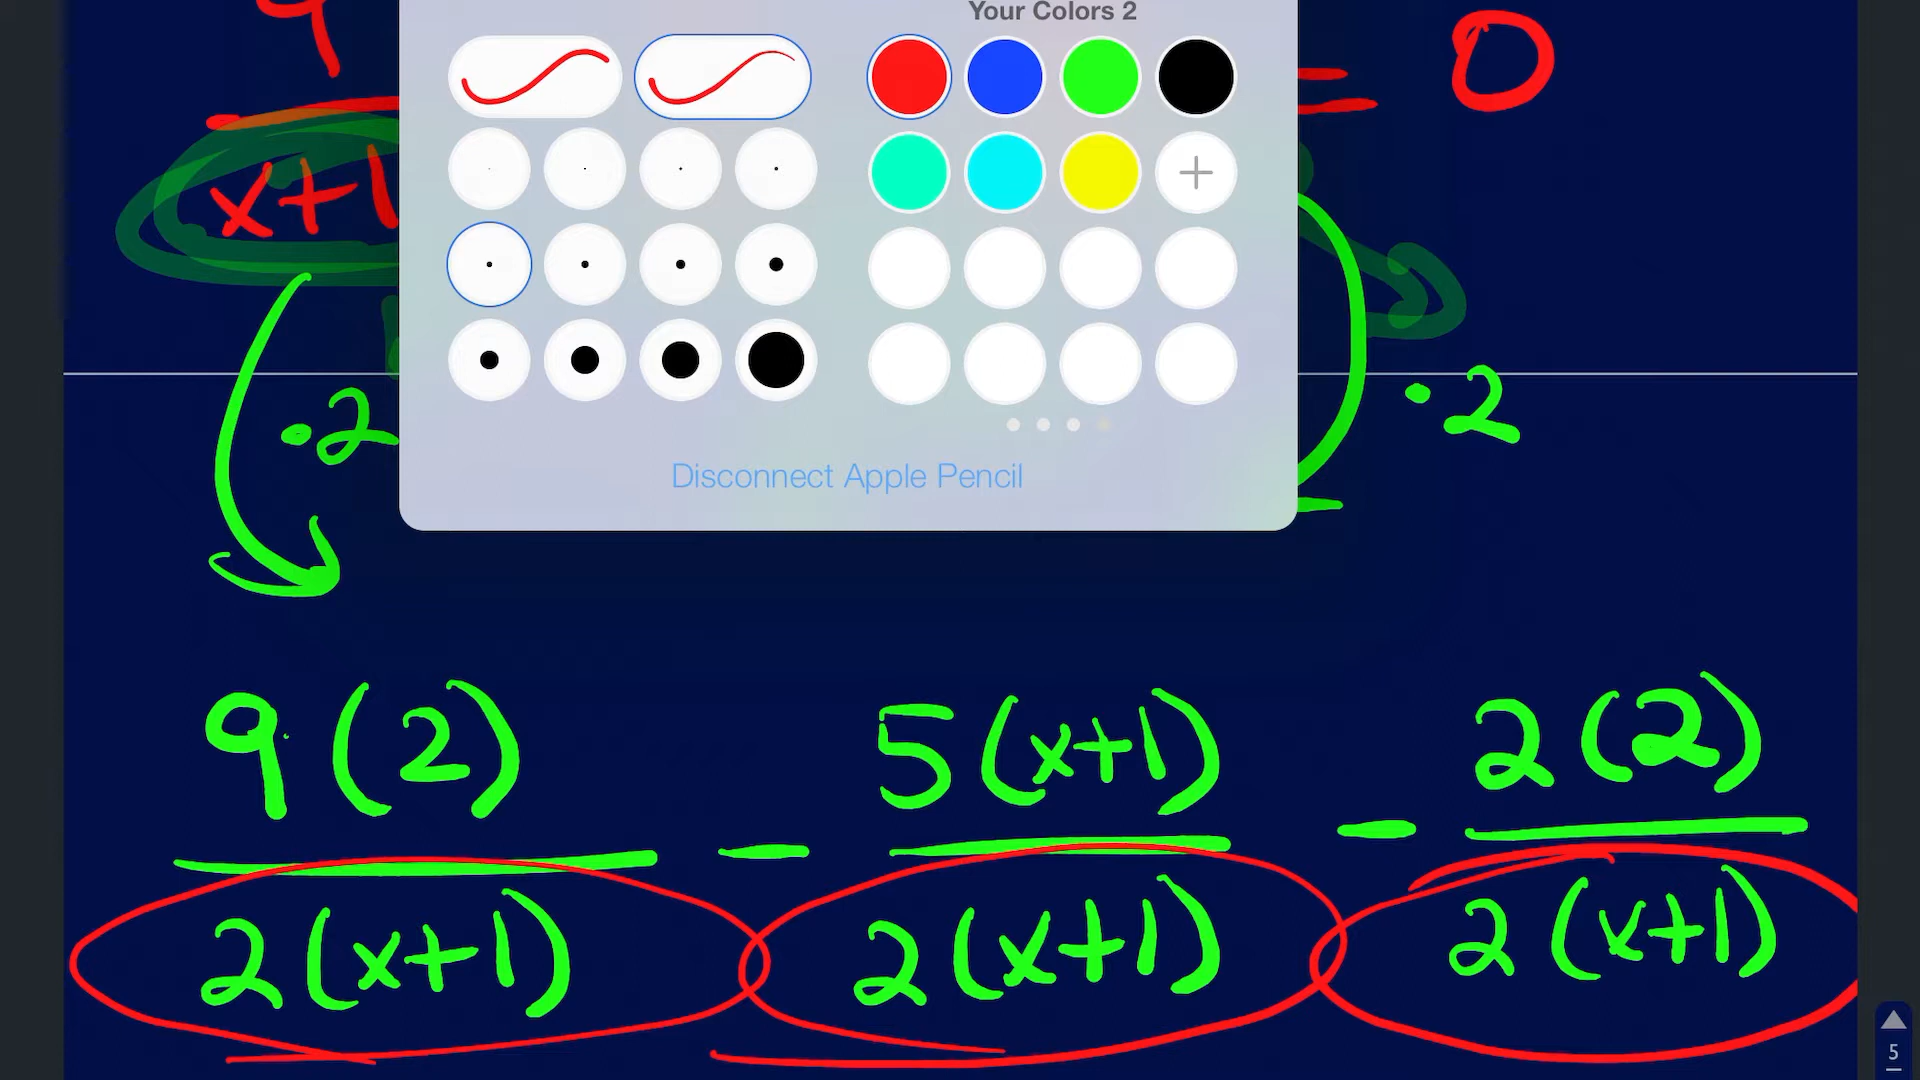 Your Colors 2
9
= 0
x+1
·2
·2
Disconnect Apple Pencil
9(2) - 5(x+1) - 2(2)
2(x+1) 2(x+1) 2(x+1)
5